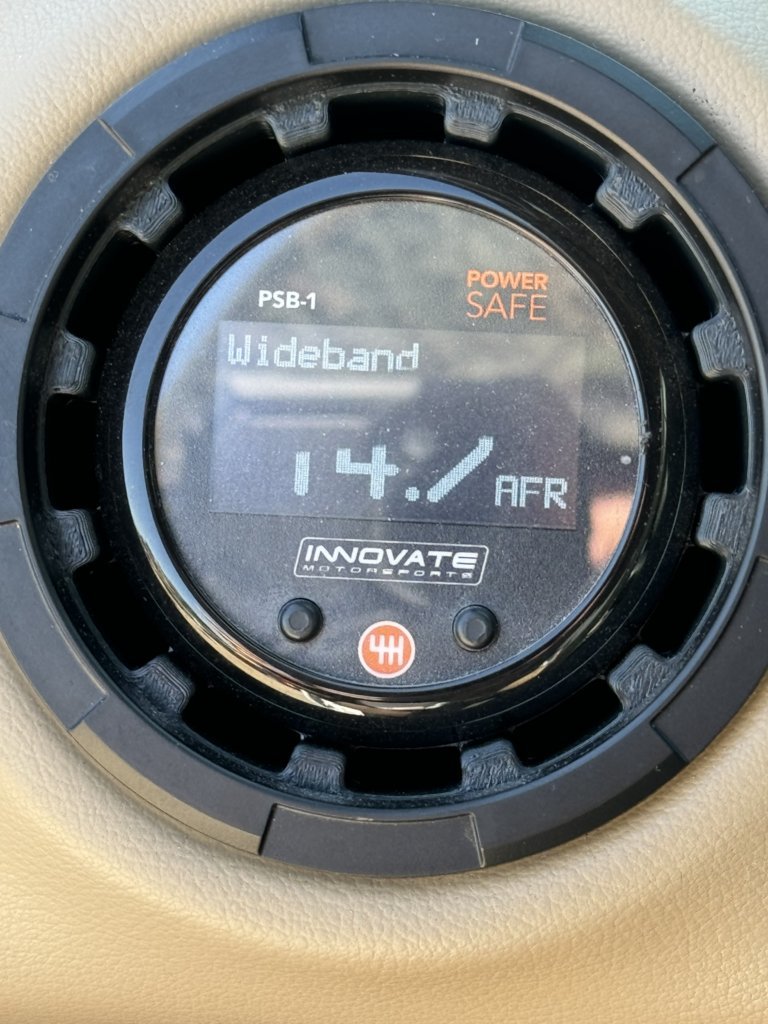 PSB-1
POWER
SAFE
Wideband
14.7 AFR
INNOVATE
MOTORSPORTS